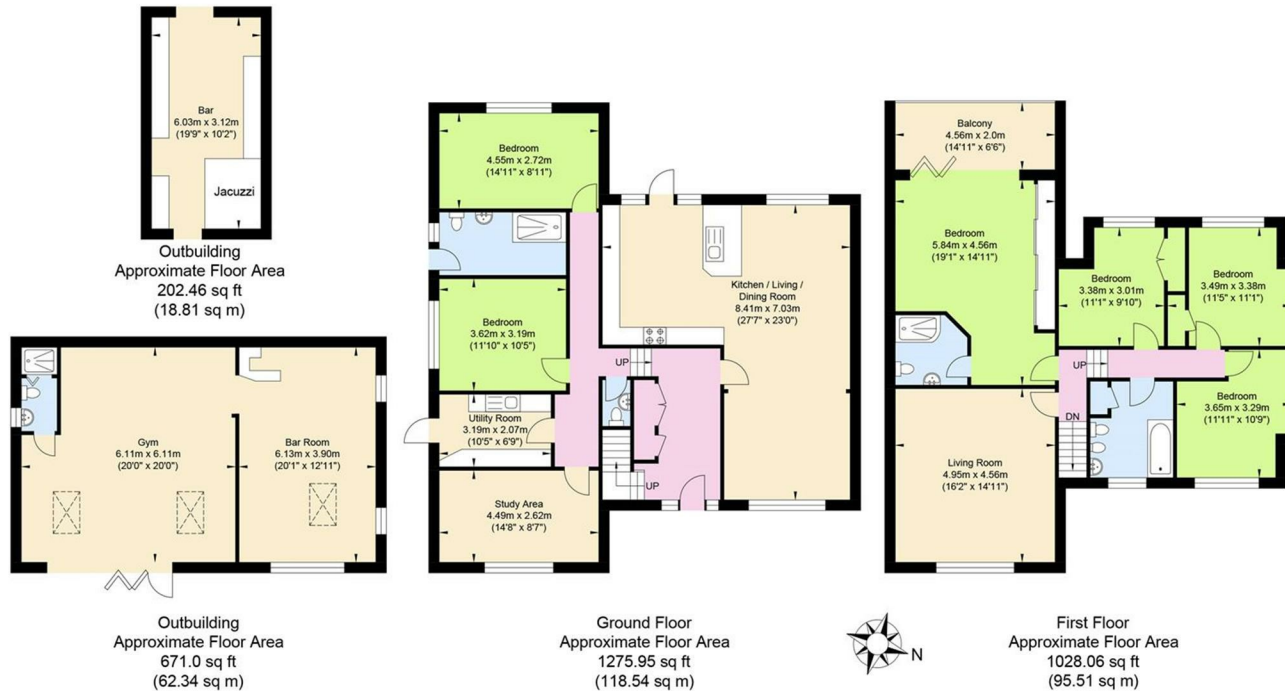 Bar
6.03m x 3.12m
(19'9" x 10'2")
Jacuzzi
Outbuilding
Approximate Floor Area
202.46 sq ft
(18.81 sq m)
Gym
6.11m x 6.11m
(20'0" x 20'0")
Bar Room
6.13m x 3.90m
(20'1" x 12'11")
Outbuilding
Approximate Floor Area
671.0 sq ft
(62.34 sq m)
Bedroom
4.55m x 2.72m
(14'11" x 8'11")
Kitchen / Living /
Dining Room
8.41m x 7.03m
(27'7" x 23'0")
Bedroom
3.62m x 3.19m
(11'10" x 10'5")
UP
Utility Room
3.19m x 2.07m
(10'5" x 6'9")
UP
Study Area
4.49m x 2.62m
(14'8" x 8'7")
Ground Floor
Approximate Floor Area
1275.95 sq ft
(118.54 sq m)
N
Balcony
4.56m x 2.0m
(14'11" x 6'6")
Bedroom
5.84m x 4.56m
(19'1" x 14'11")
Bedroom
3.38m x 3.01m
(11'1" x 9'10")
Bedroom
3.49m x 3.38m
(11'5" x 11'1")
UP
DN
Bedroom
3.65m x 3.29m
(11'11" x 10'9")
Living Room
4.95m x 4.56m
(16'2" x 14'11")
First Floor
Approximate Floor Area
1028.06 sq ft
(95.51 sq m)